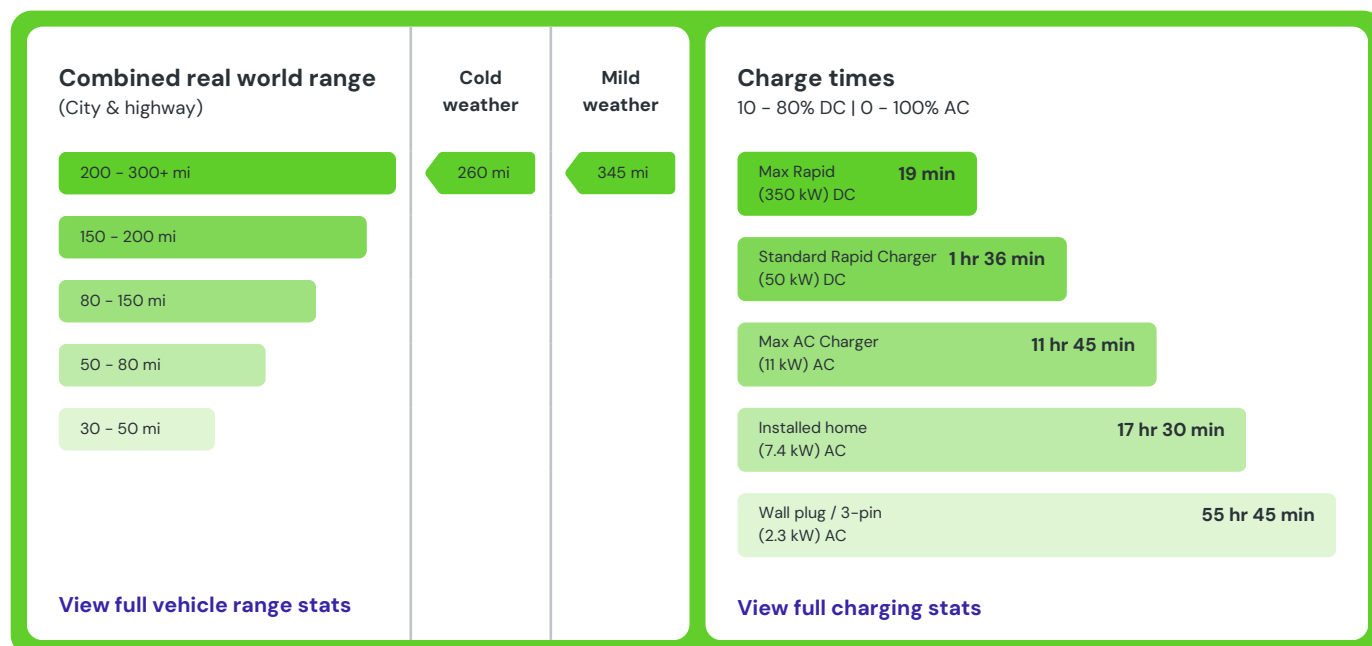 Combined real world range
(City & highway)
Cold
weather
Mild
weather
200 - 300+ mi
260 mi
345 mi
150 - 200 mi
80 - 150 mi
50 - 80 mi
30 - 50 mi
View full vehicle range stats
Charge times
10 - 80% DC | 0 - 100% AC
Max Rapid
(350 kW) DC
19 min
Standard Rapid Charger
(50 kW) DC
1 hr 36 min
Max AC Charger
(11 kW) AC
11 hr 45 min
Installed home
(7.4 kW) AC
17 hr 30 min
Wall plug / 3-pin
(2.3 kW) AC
55 hr 45 min
View full charging stats